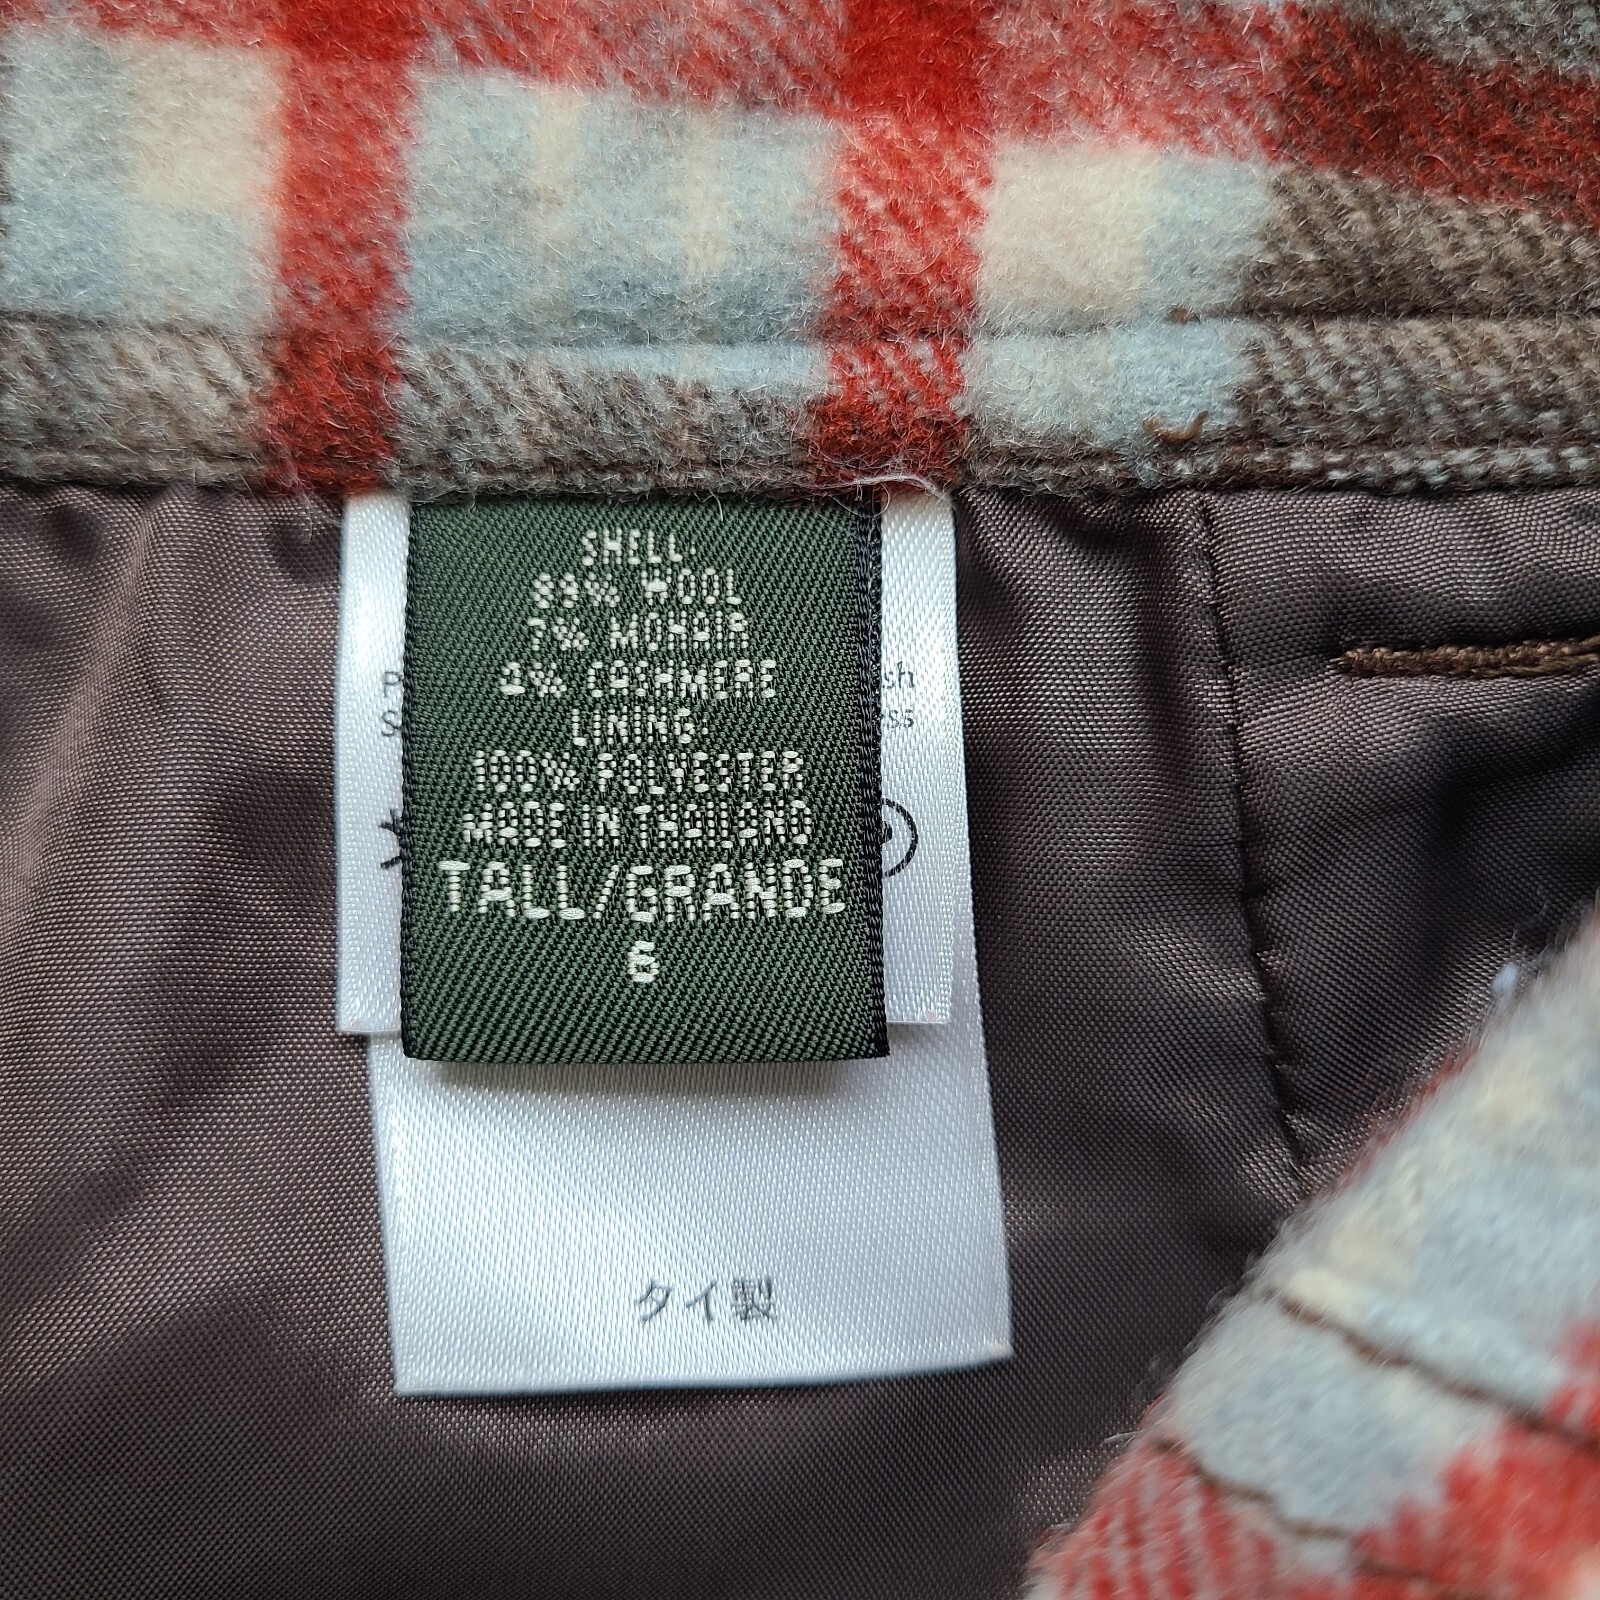 SHELL:
89% WOOL
7% MOHAIR
4% CASHMERE
LINING:
100% POLYESTER
MADE IN THAILAND
TALL/GRANDE
6
タイ製